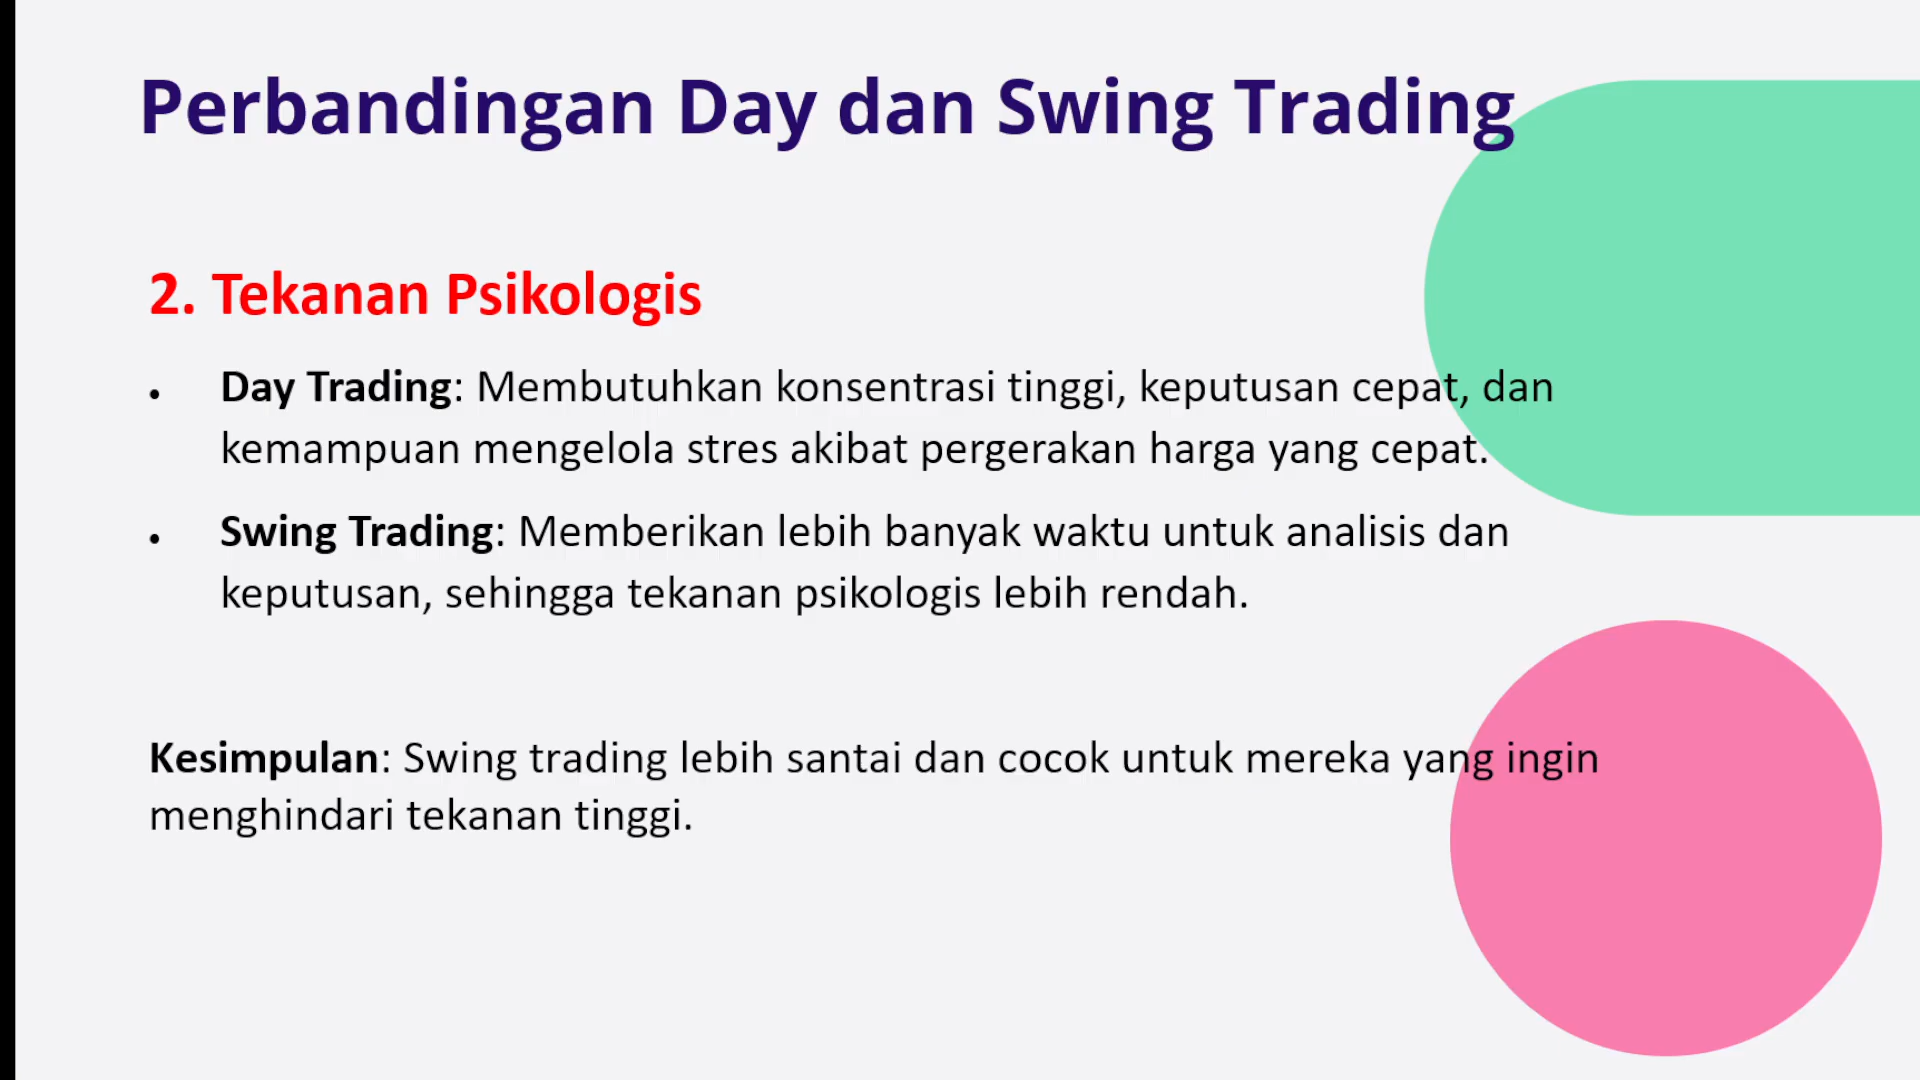 Perbandingan Day dan Swing Trading
2. Tekanan Psikologis
• Day Trading: Membutuhkan konsentrasi tinggi, keputusan cepat, dan
kemampuan mengelola stres akibat pergerakan harga yang cepat.
• Swing Trading: Memberikan lebih banyak waktu untuk analisis dan
keputusan, sehingga tekanan psikologis lebih rendah.
Kesimpulan: Swing trading lebih santai dan cocok untuk mereka yang ingin
menghindari tekanan tinggi.